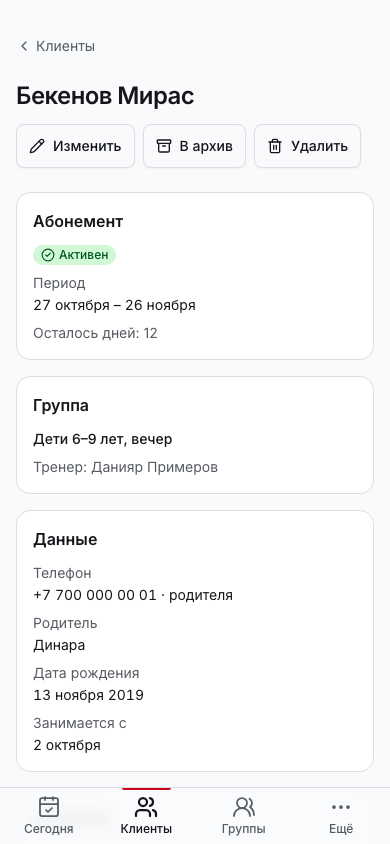 Клиенты
Бекенов Мирас
Изменить
В архив
Удалить
Абонемент
Активен
Период
27 октября – 26 ноября
Осталось дней: 12
Группа
Дети 6–9 лет, вечер
Тренер: Данияр Примеров
Данные
Телефон
+7 700 000 00 01 · родителя
Родитель
Динара
Дата рождения
13 ноября 2019
Занимается с
2 октября
Сегодня
Клиенты
Группы
Ещё